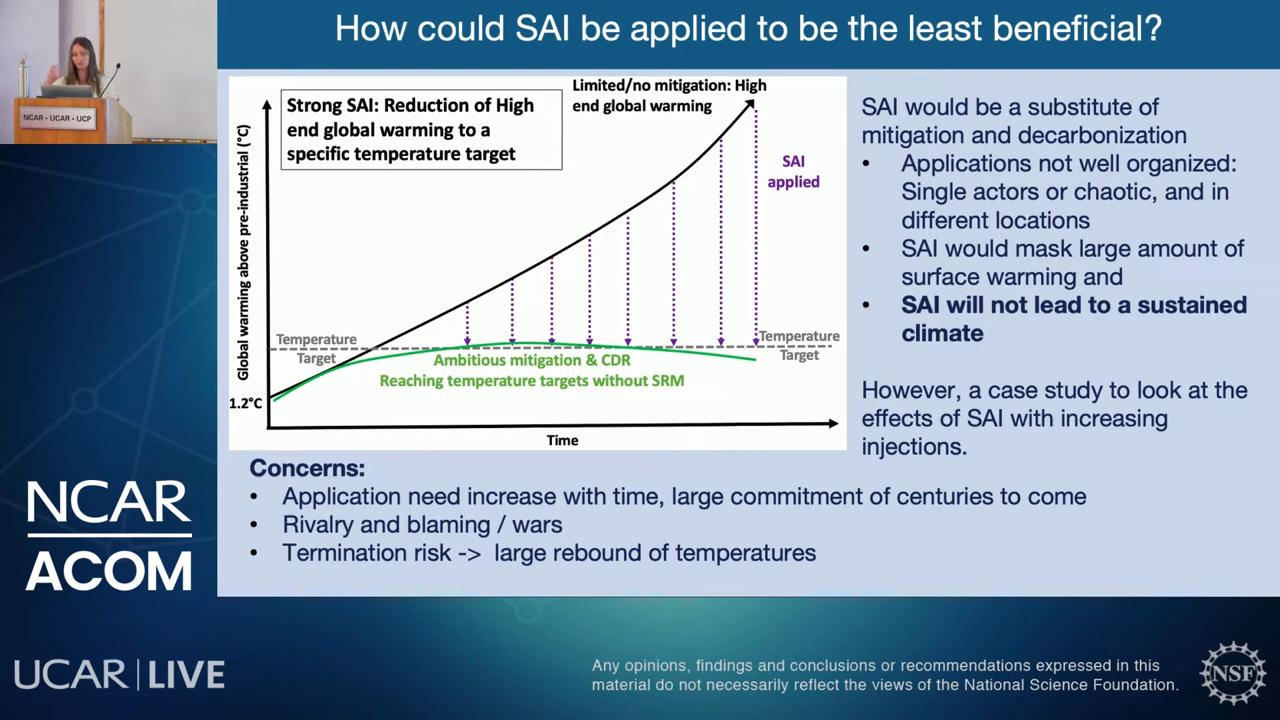 How could SAI be applied to be the least beneficial?
NCAR • UCAR • UCP
Strong SAI: Reduction of High
end global warming to a
specific temperature target
Limited/no mitigation: High
end global warming
SAI
applied
Global warming above pre-industrial (°C)
Temperature
Target
Temperature
Target
Ambitious mitigation & CDR
Reaching temperature targets without SRM
1.2°C
Time
SAI would be a substitute of
mitigation and decarbonization
• Applications not well organized:
Single actors or chaotic, and in
different locations
• SAI would mask large amount of
surface warming and
• SAI will not lead to a sustained
climate
However, a case study to look at the
effects of SAI with increasing
injections.
Concerns:
• Application need increase with time, large commitment of centuries to come
• Rivalry and blaming / wars
• Termination risk -> large rebound of temperatures
NCAR
ACOM
UCAR | LIVE
Any opinions, findings and conclusions or recommendations expressed in this
material do not necessarily reflect the views of the National Science Foundation.
NSF